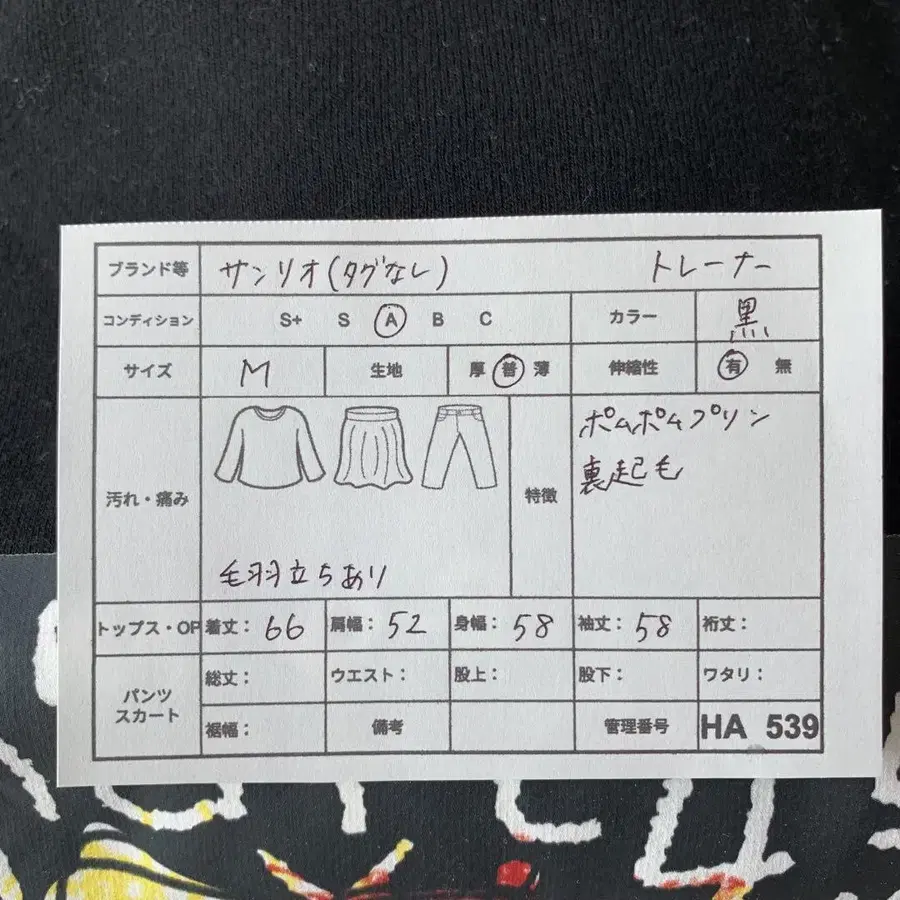 ブランド等 サンリオ(タグなし) トレーナー
コンディション S+ S A B C カラー 黒
サイズ M 生地 厚 普 薄 伸縮性 有 無
汚れ・痛み 毛羽立ちあり 特徴 ポムポムプリン
裏起毛
トップス・OP 着丈: 66 肩幅: 52 身幅: 58 袖丈: 58 裄丈:
パンツ
スカート
総丈: ウエスト: 股上: 股下: ワタリ:
裾幅: 備考 管理番号 HA 539